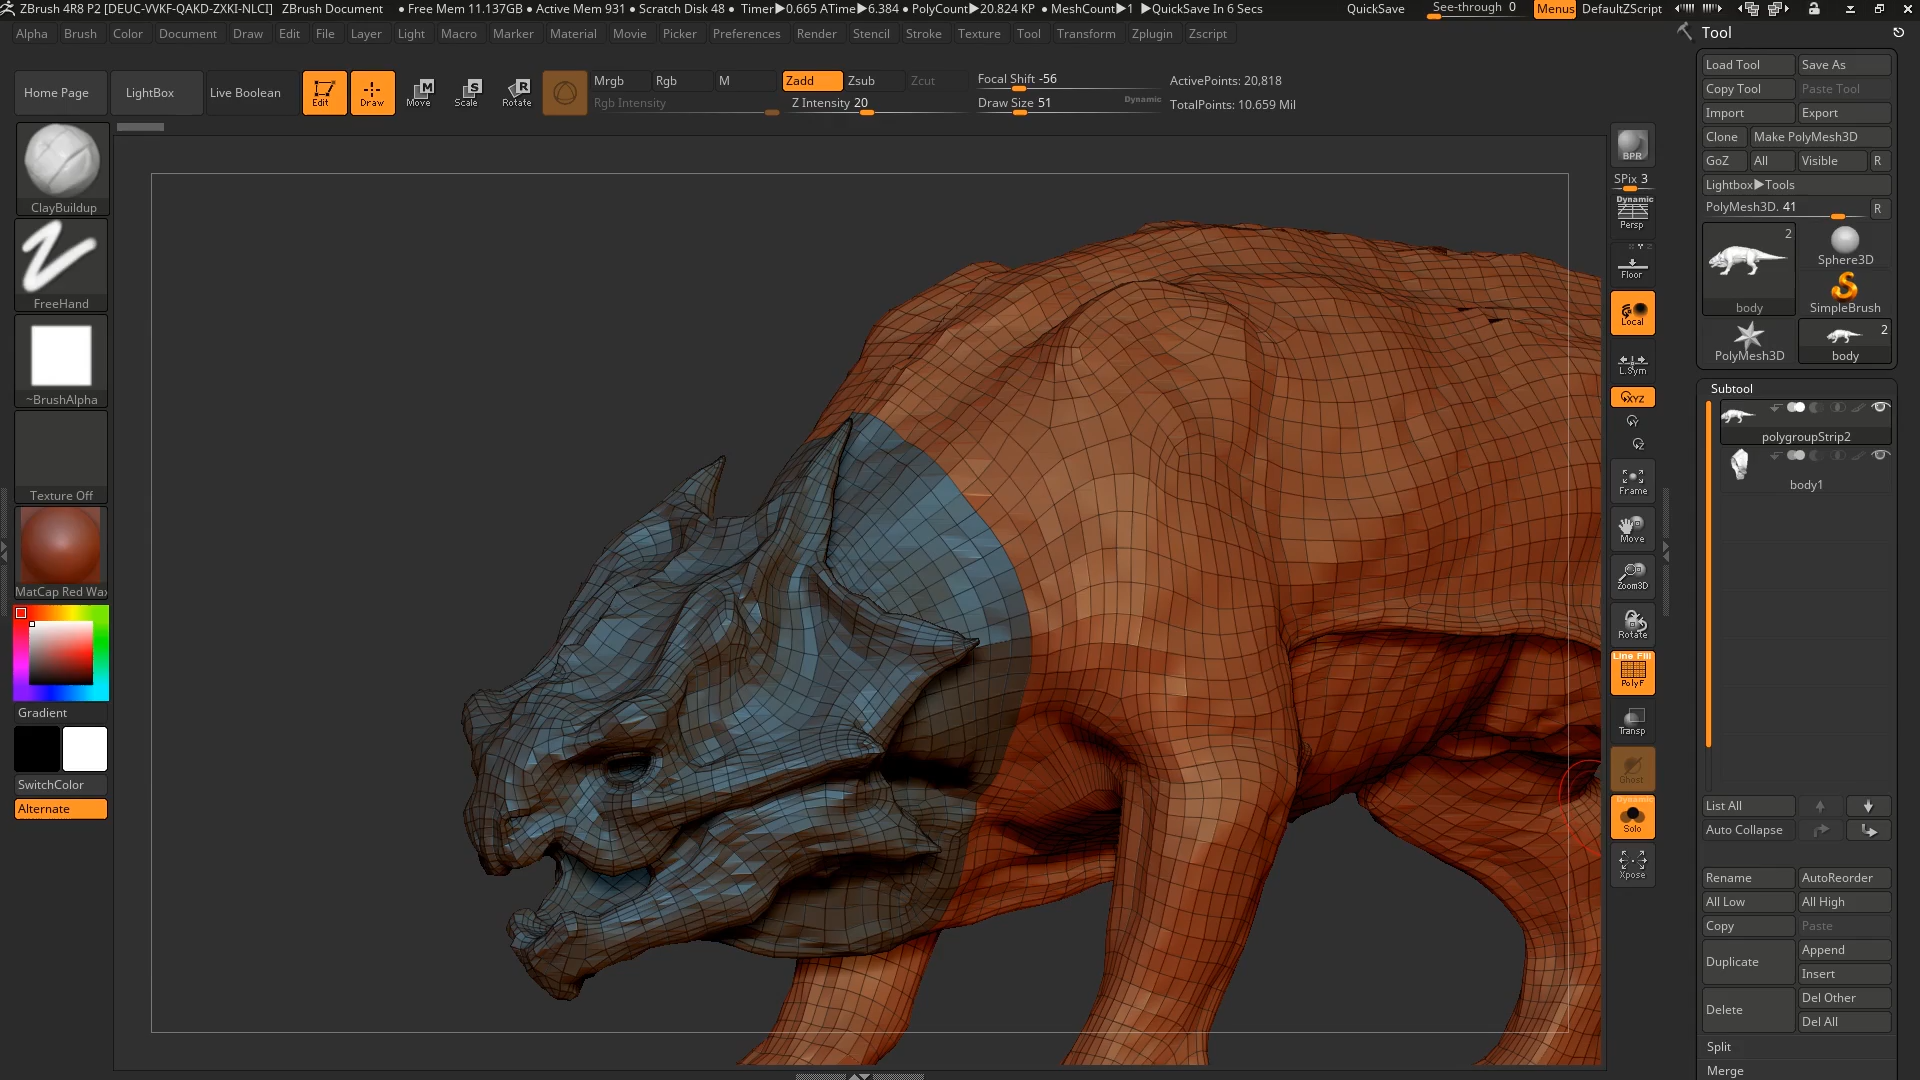 ZBrush 4R8 P2 [DEUC-VVKF-QAKD-ZXKI-NLCI] ZBrush Document • Free Mem 11.137GB • Active Mem 931 • Scratch Disk 48 • Timer▶0.665 ATime▶6.384 • PolyCount▶20.824 KP • MeshCount▶1 ▶QuickSave In 6 Secs QuickSave See-through 0 Menus DefaultZScript
Alpha Brush Color Document Draw Edit File Layer Light Macro Marker Material Movie Picker Preferences Render Stencil Stroke Texture Tool Transform Zplugin Zscript
Home Page LightBox Live Boolean Edit Draw Move Scale Rotate
M S R
Mrgb Rgb M Zadd Zsub Zcut
Rgb Intensity Z Intensity 20
Focal Shift -56
Draw Size 51 Dynamic
ActivePoints: 20,818
TotalPoints: 10.659 Mil
ClayBuildup
FreeHand
~BrushAlpha
Texture Off
MatCap Red Wax
Gradient
SwitchColor
Alternate
BPR
SPix 3
Dynamic
Persp
Floor
Local
L.Sym
XYZ
Y
Z
Frame
Move
Zoom3D
Rotate
Line Fill
PolyF
Transp
Ghost
Dynamic
Solo
Xpose
Tool
Load Tool Save As
Copy Tool Paste Tool
Import Export
Clone Make PolyMesh3D
GoZ All Visible R
Lightbox▶Tools
PolyMesh3D. 41 R
2
body
Sphere3D
SimpleBrush
PolyMesh3D
2
body
Subtool
polygroupStrip2
body1
List All
Auto Collapse
Rename AutoReorder
All Low All High
Copy Paste
Duplicate Append
Insert
Delete Del Other
Del All
Split
Merge